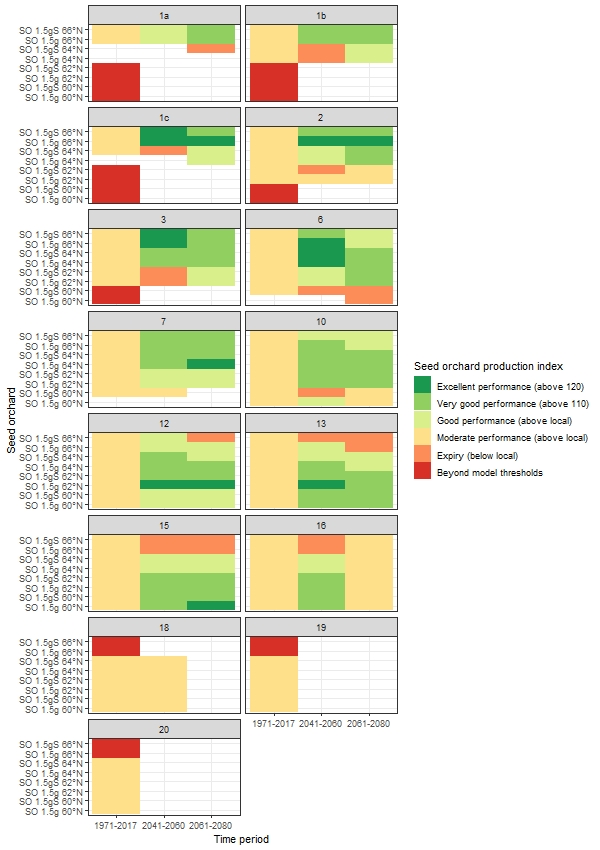 1a
1b
SO 1.5gS 66°N
SO 1.5g 66°N
SO 1.5gS 64°N
SO 1.5g 64°N
SO 1.5gS 62°N
SO 1.5g 62°N
SO 1.5gS 60°N
SO 1.5g 60°N
1c
2
SO 1.5gS 66°N
SO 1.5g 66°N
SO 1.5gS 64°N
SO 1.5g 64°N
SO 1.5gS 62°N
SO 1.5g 62°N
SO 1.5gS 60°N
SO 1.5g 60°N
3
6
SO 1.5gS 66°N
SO 1.5g 66°N
SO 1.5gS 64°N
SO 1.5g 64°N
SO 1.5gS 62°N
SO 1.5g 62°N
SO 1.5gS 60°N
SO 1.5g 60°N
7
10
SO 1.5gS 66°N
SO 1.5g 66°N
SO 1.5gS 64°N
SO 1.5g 64°N
SO 1.5gS 62°N
SO 1.5g 62°N
SO 1.5gS 60°N
SO 1.5g 60°N
12
13
SO 1.5gS 66°N
SO 1.5g 66°N
SO 1.5gS 64°N
SO 1.5g 64°N
SO 1.5gS 62°N
SO 1.5g 62°N
SO 1.5gS 60°N
SO 1.5g 60°N
15
16
SO 1.5gS 66°N
SO 1.5g 66°N
SO 1.5gS 64°N
SO 1.5g 64°N
SO 1.5gS 62°N
SO 1.5g 62°N
SO 1.5gS 60°N
SO 1.5g 60°N
18
19
SO 1.5gS 66°N
SO 1.5g 66°N
SO 1.5gS 64°N
SO 1.5g 64°N
SO 1.5gS 62°N
SO 1.5g 62°N
SO 1.5gS 60°N
SO 1.5g 60°N
1971-2017 2041-2060 2061-2080
20
SO 1.5gS 66°N
SO 1.5g 66°N
SO 1.5gS 64°N
SO 1.5g 64°N
SO 1.5gS 62°N
SO 1.5g 62°N
SO 1.5gS 60°N
SO 1.5g 60°N
1971-2017 2041-2060 2061-2080
Time period
Seed orchard
Seed orchard production index
Excellent performance (above 120)
Very good performance (above 110)
Good performance (above local)
Moderate performance (above local)
Expiry (below local)
Beyond model thresholds